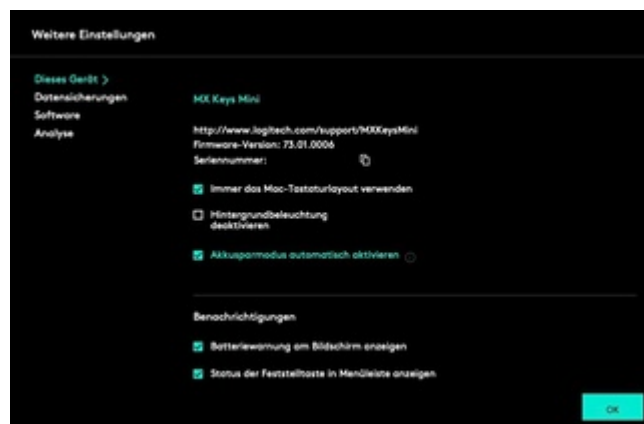 Weitere Einstellungen
Dieses Gerät >
Datensicherungen
Software
Analyse
MX Keys Mini
http://www.logitech.com/support/MXKeysMini
Firmware-Version: 73.01.0006
Seriennummer:
Immer das Mac-Tastaturlayout verwenden
Hintergrundbeleuchtung
deaktivieren
Akkusparmodus automatisch aktivieren
Benachrichtigungen
Batteriewarnung am Bildschirm anzeigen
Status der Feststelltaste in Menüleiste anzeigen
OK